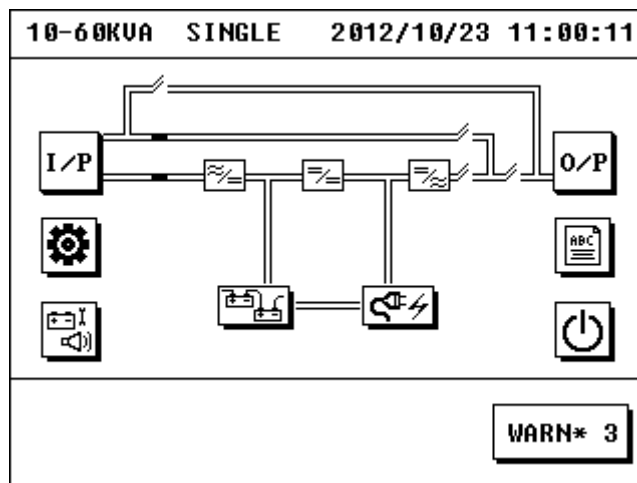 10-60KVA SINGLE 2012/10/23 11:00:11
I/P
O/P
ABC
WARN* 3